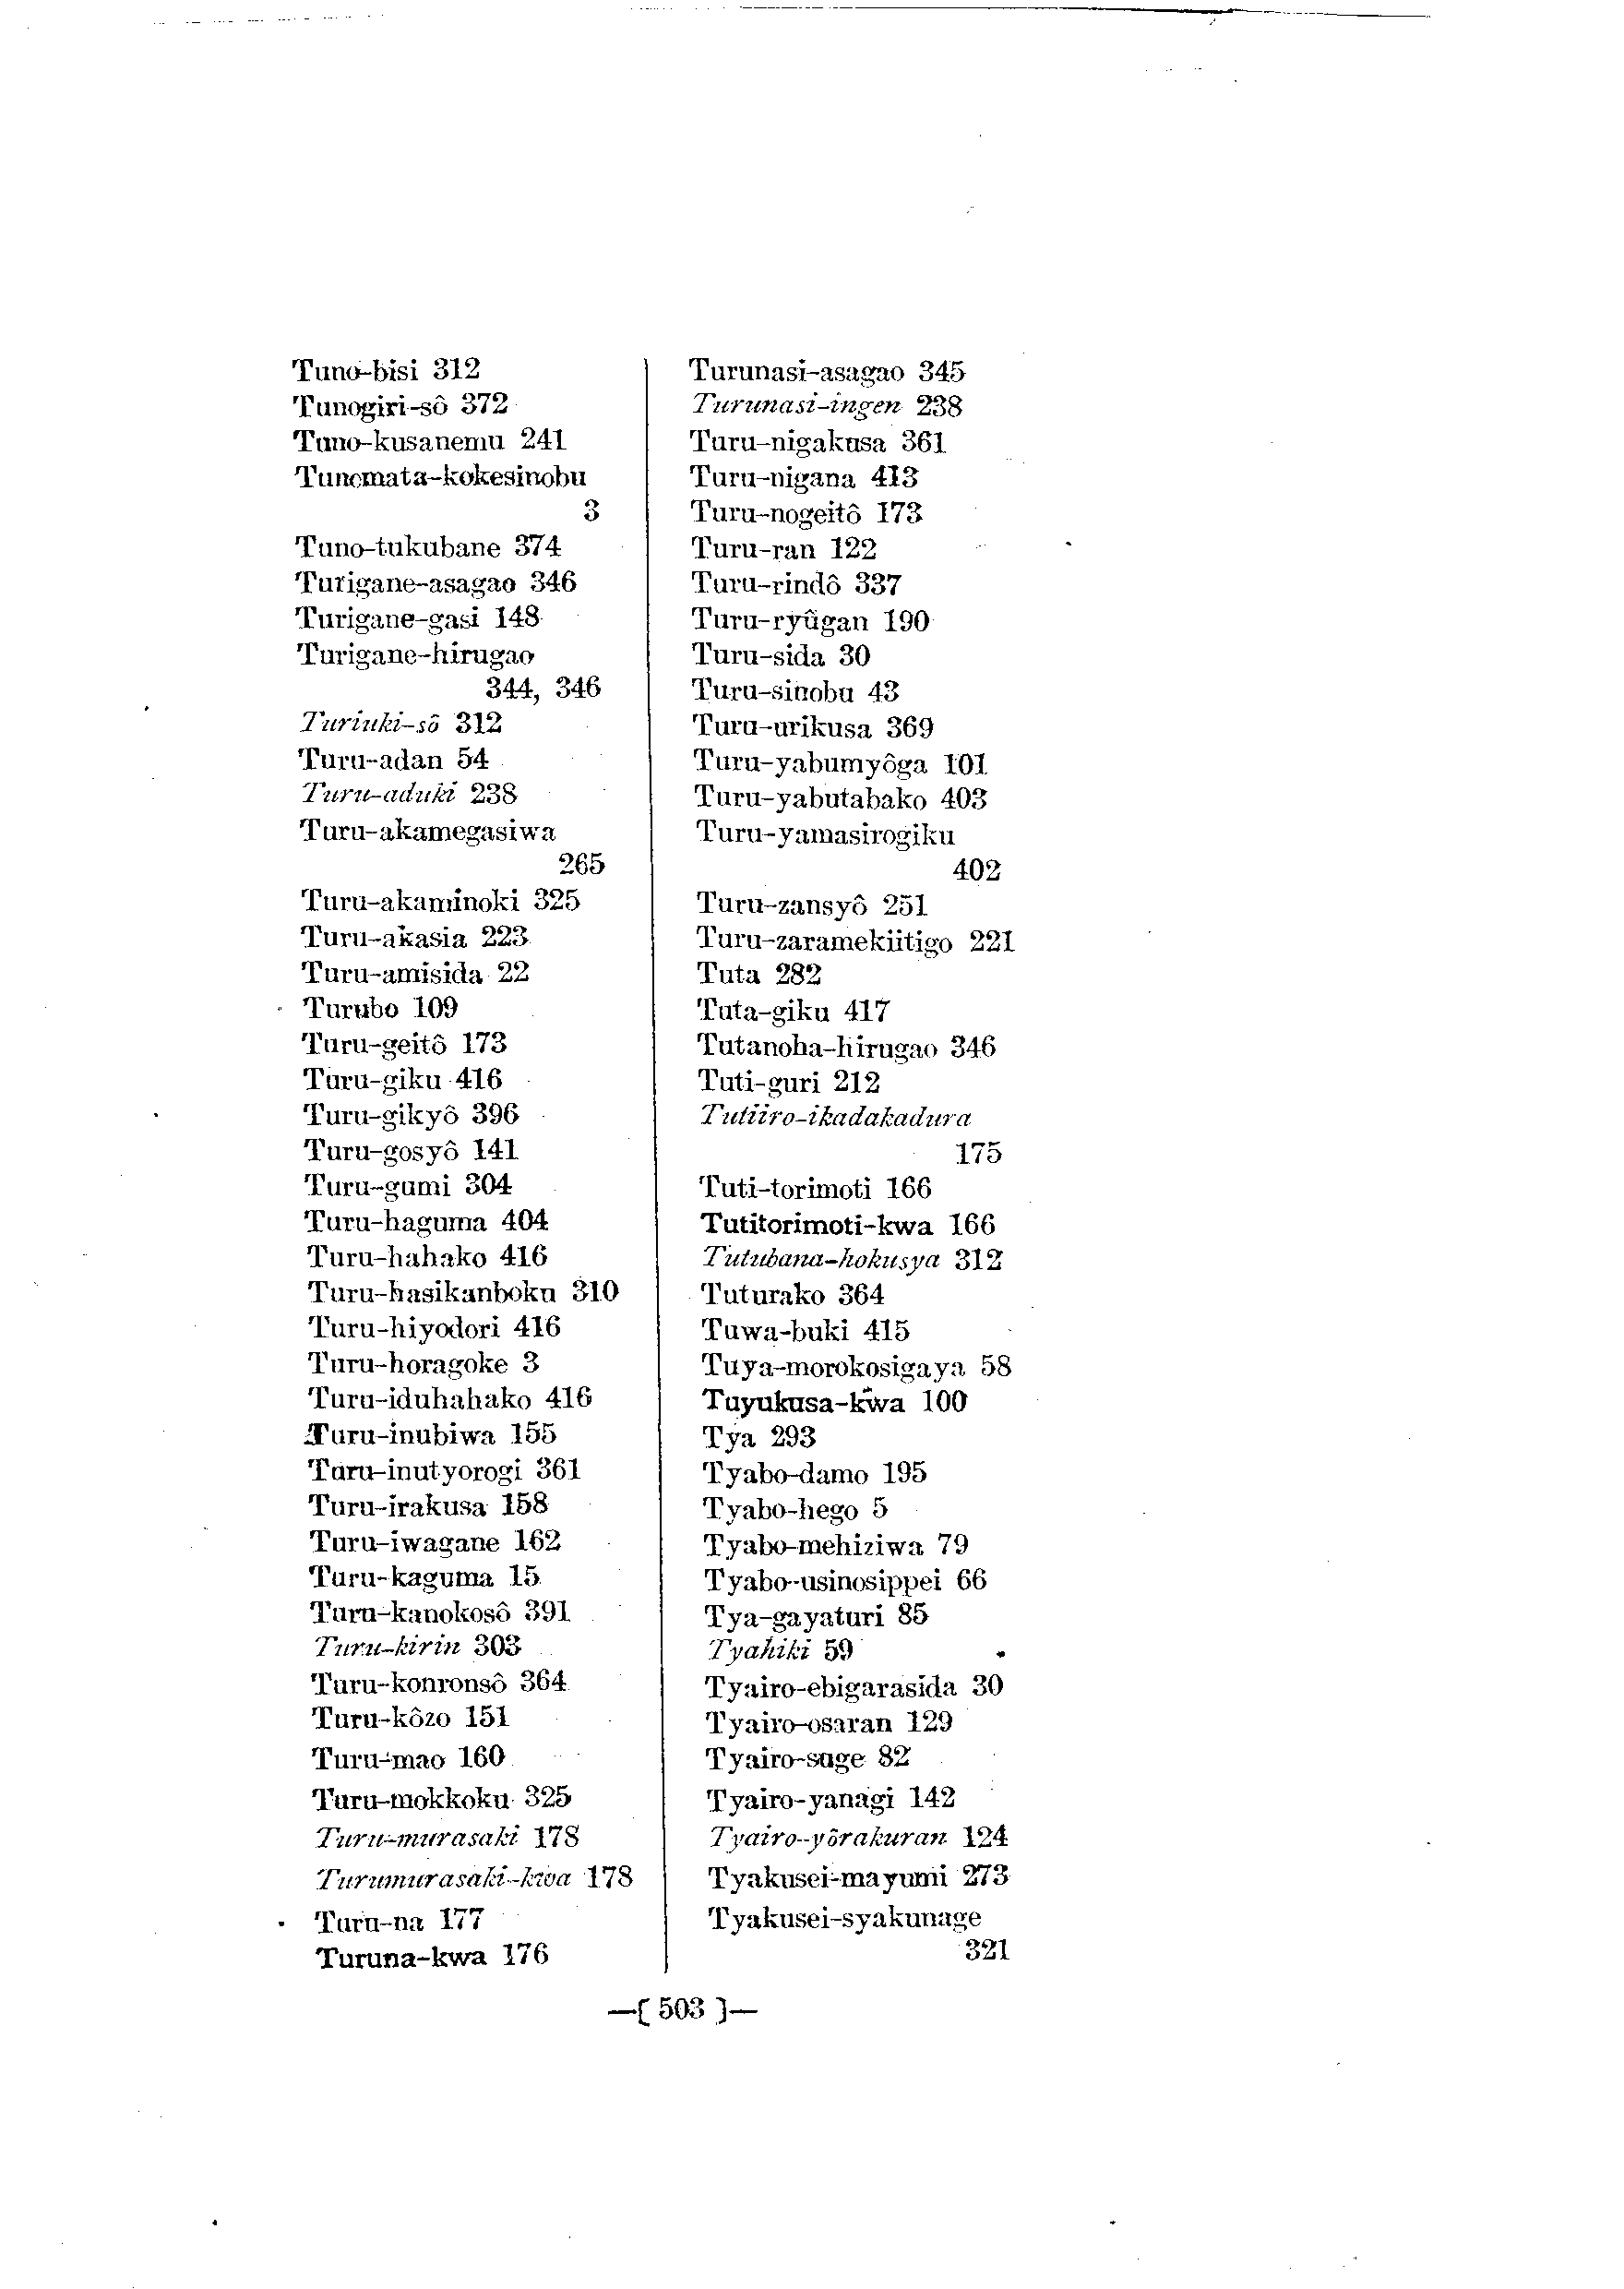 Tuno-bisi 312
Tunogiri-sô 372
Tuno-kusanemu 241
Tunomata-kokesinobu
3
Tuno-tukubane 374
Turigane-asagao 346
Turigane-gasi 148
Turigane-hirugao
344, 346
Turiuki-sô 312
Turu-adan 54
Turu-aduki 238
Turu-akamegasiwa
265
Turu-akaminoki 325
Turu-akasia 223
Turu-amisida 22
Turubo 109
Turu-geitô 173
Turu-giku 416
Turu-gikyô 396
Turu-gosyô 141
Turu-gumi 304
Turu-haguma 404
Turu-hahako 416
Turu-hasikanboku 310
Turu-hiyodori 416
Turu-horagoke 3
Turu-iduhahako 416
Turu-inubiwa 155
Turu-inutyorogi 361
Turu-irakusa 158
Turu-iwagane 162
Turu-kaguma 15
Turu-kanokosô 391
Turu-kirin 303
Turu-konronsô 364
Turu-kôzo 151
Turu-mao 160
Turu-mokkoku 325
Turu-murasaki 178
Turumurasaki-kwa 178
Turu-na 177
Turuna-kwa 176
Turunasi-asagao 345
Turunasi-ingen 238
Turu-nigakusa 361
Turu-nigana 413
Turu-nogeitô 173
Turu-ran 122
Turu-rindô 337
Turu-ryûgan 190
Turu-sida 30
Turu-sinobu 43
Turu-urikusa 369
Turu-yabumyôga 101
Turu-yabutabako 403
Turu-yamasirogiku
402
Turu-zansyô 251
Turu-zaramekiitigo 221
Tuta 282
Tuta-giku 417
Tutanoha-hirugao 346
Tuti-guri 212
Tutiiro-ikadakadura
175
Tuti-torimoti 166
Tutitorimoti-kwa 166
Tutubana-hokusya 312
Tuturako 364
Tuwa-buki 415
Tuya-morokosigaya 58
Tuyukusa-kwa 100
Tya 293
Tyabo-damo 195
Tyabo-hego 5
Tyabo-mehiziwa 79
Tyabo-usinosippei 66
Tya-gayaturi 85
Tyahiki 59
Tyairo-ebigarasida 30
Tyairo-osaran 129
Tyairo-suge 82
Tyairo-yanagi 142
Tyairo-yôrakuran 124
Tyakusei-mayumi 273
Tyakusei-syakunage
321
—[ 503 ]—